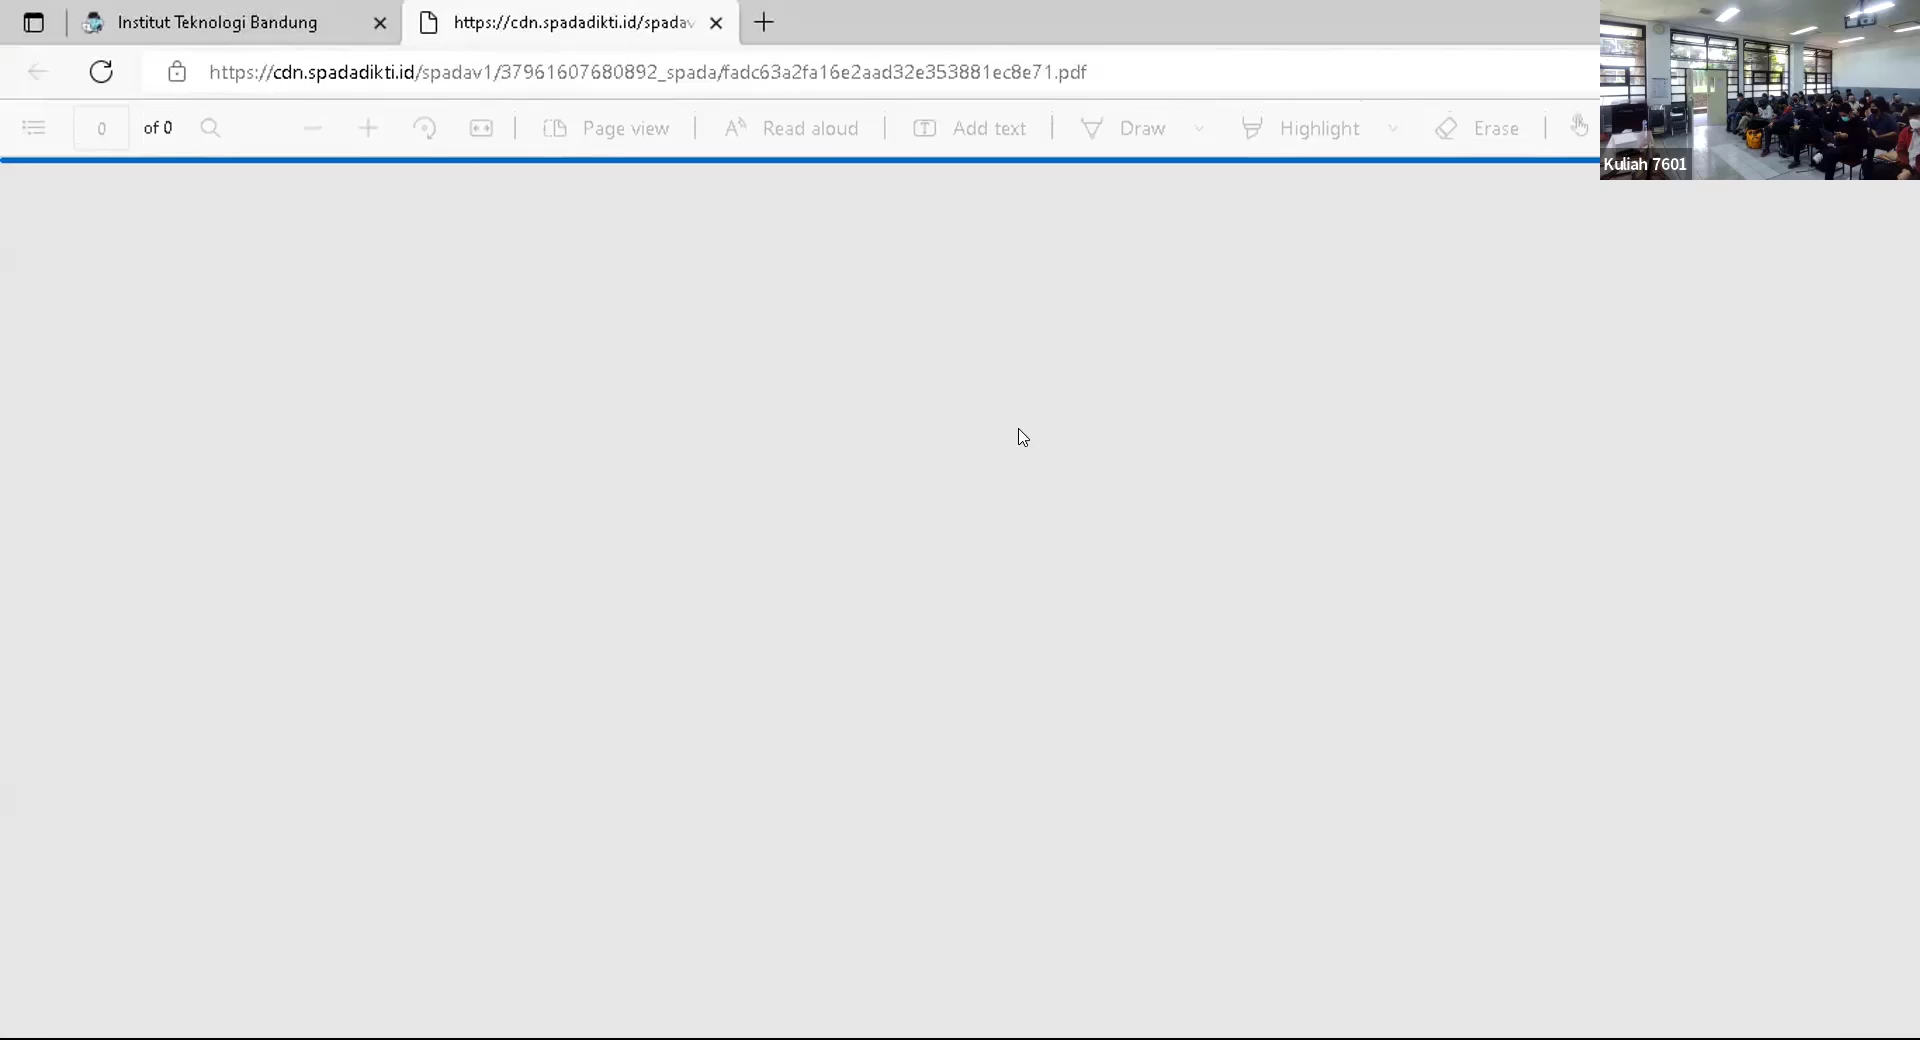 Institut Teknologi Bandung
https://cdn.spadadikti.id/spadav
https://cdn.spadadikti.id/spadav1/37961607680892_spada/fadc63a2fa16e2aad32e353881ec8e71.pdf
0 of 0 Page view Read aloud Add text Draw Highlight Erase
Kuliah 7601